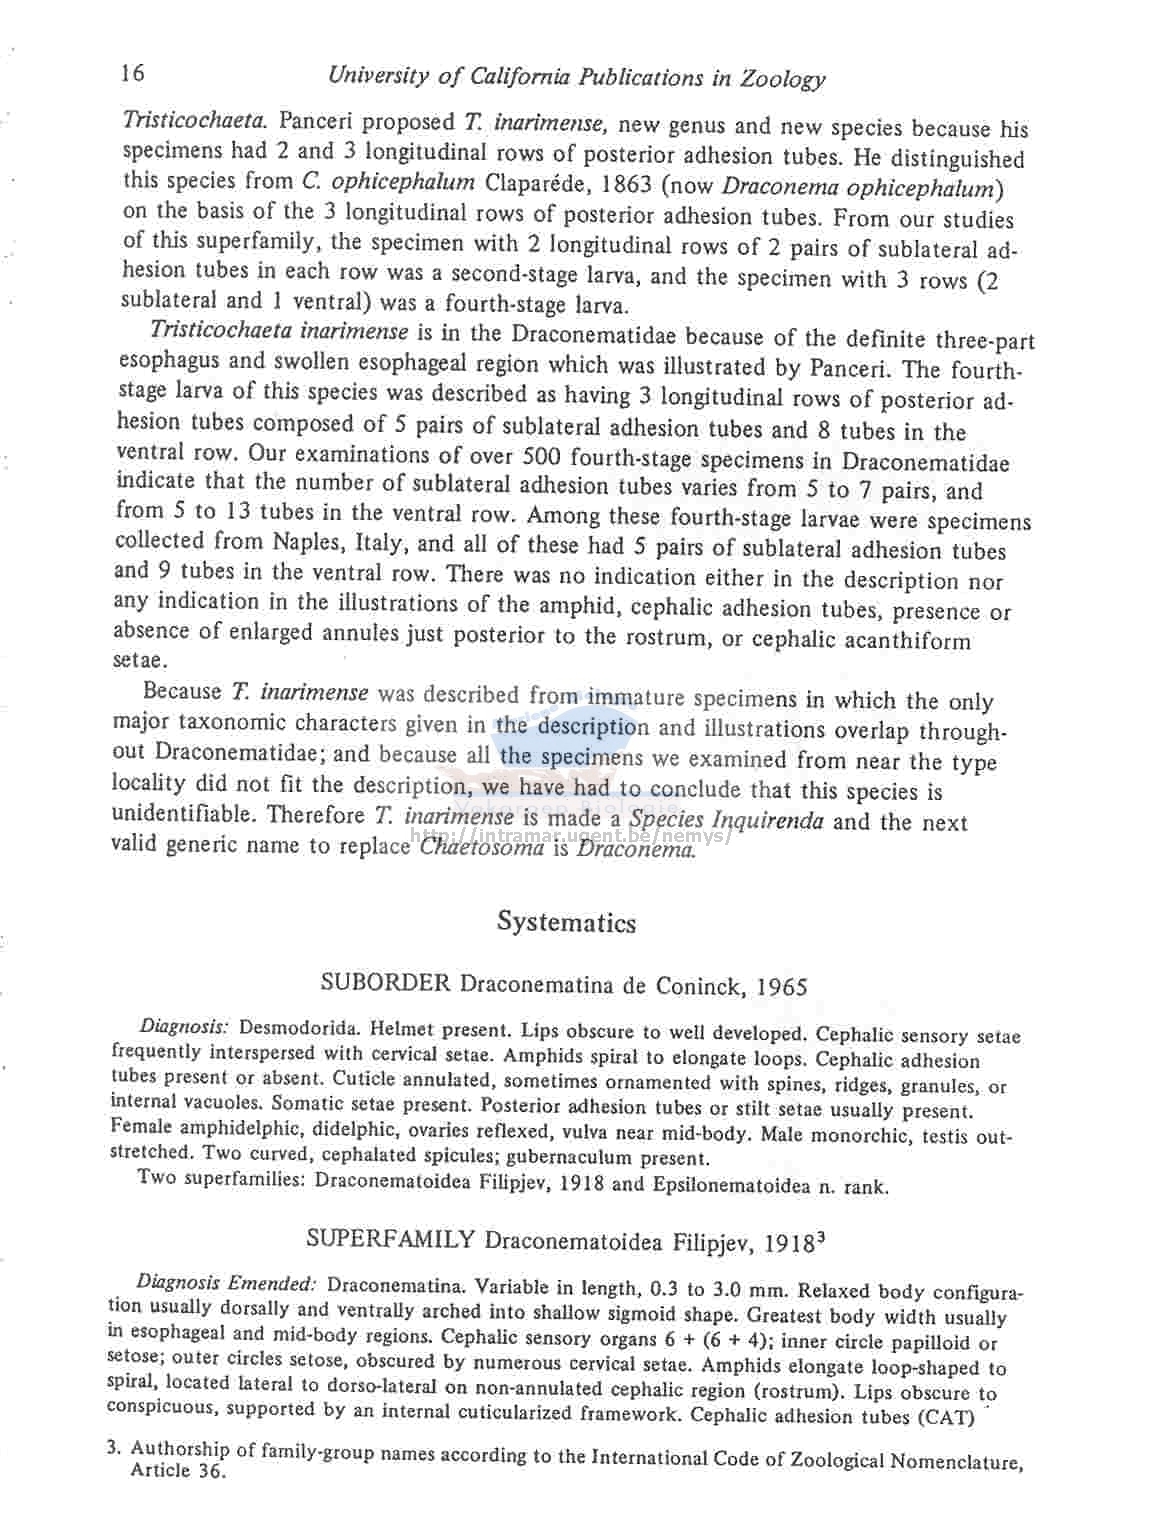 16
University of California Publications in Zoology
Tristicochaeta. Panceri proposed T. inarimense, new genus and new species because his
specimens had 2 and 3 longitudinal rows of posterior adhesion tubes. He distinguished
this species from C. ophicephalum Claparéde, 1863 (now Draconema ophicephalum)
on the basis of the 3 longitudinal rows of posterior adhesion tubes. From our studies
of this superfamily, the specimen with 2 longitudinal rows of 2 pairs of sublateral ad-
hesion tubes in each row was a second-stage larva, and the specimen with 3 rows (2
sublateral and 1 ventral) was a fourth-stage larva.
Tristicochaeta inarimense is in the Draconematidae because of the definite three-part
esophagus and swollen esophageal region which was illustrated by Panceri. The fourth-
stage larva of this species was described as having 3 longitudinal rows of posterior ad-
hesion tubes composed of 5 pairs of sublateral adhesion tubes and 8 tubes in the
ventral row. Our examinations of over 500 fourth-stage specimens in Draconematidae
indicate that the number of sublateral adhesion tubes varies from 5 to 7 pairs, and
from 5 to 13 tubes in the ventral row. Among these fourth-stage larvae were specimens
collected from Naples, Italy, and all of these had 5 pairs of sublateral adhesion tubes
and 9 tubes in the ventral row. There was no indication either in the description nor
any indication in the illustrations of the amphid, cephalic adhesion tubes, presence or
absence of enlarged annules just posterior to the rostrum, or cephalic acanthiform
setae.
Because T. inarimense was described from immature specimens in which the only
major taxonomic characters given in the description and illustrations overlap through-
out Draconematidae; and because all the specimens we examined from near the type
locality did not fit the description, we have had to conclude that this species is
unidentifiable. Therefore T. inarimense is made a Species Inquirenda and the next
Vakgroep Biologie
http://intramar.ugent.be/nemys/
valid generic name to replace Chaetosoma is Draconema.
Systematics
SUBORDER Draconematina de Coninck, 1965
Diagnosis: Desmodorida. Helmet present. Lips obscure to well developed. Cephalic sensory setae
frequently interspersed with cervical setae. Amphids spiral to elongate loops. Cephalic adhesion
tubes present or absent. Cuticle annulated, sometimes ornamented with spines, ridges, granules, or
internal vacuoles. Somatic setae present. Posterior adhesion tubes or stilt setae usually present.
Female amphidelphic, didelphic, ovaries reflexed, vulva near mid-body. Male monorchic, testis out-
stretched. Two curved, cephalated spicules; gubernaculum present.
Two superfamilies: Draconematoidea Filipjev, 1918 and Epsilonematoidea n. rank.
SUPERFAMILY Draconematoidea Filipjev, 1918³
Diagnosis Emended: Draconematina. Variable in length, 0.3 to 3.0 mm. Relaxed body configura-
tion usually dorsally and ventrally arched into shallow sigmoid shape. Greatest body width usually
in esophageal and mid-body regions. Cephalic sensory organs 6 + (6 + 4); inner circle papilloid or
setose; outer circles setose, obscured by numerous cervical setae. Amphids elongate loop-shaped to
spiral, located lateral to dorso-lateral on non-annulated cephalic region (rostrum). Lips obscure to
conspicuous, supported by an internal cuticularized framework. Cephalic adhesion tubes (CAT)
3. Authorship of family-group names according to the International Code of Zoological Nomenclature,
Article 36.